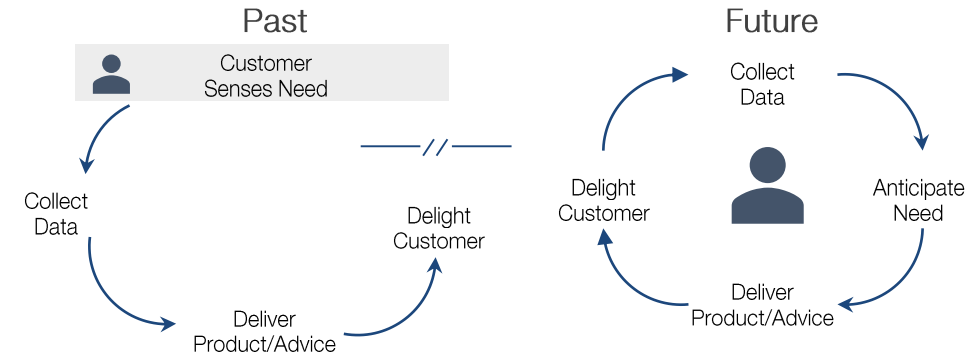 Past
Customer
Senses Need
Collect
Data
Deliver
Product/Advice
Delight
Customer
Future
Collect
Data
Anticipate
Need
Deliver
Product/Advice
Delight
Customer